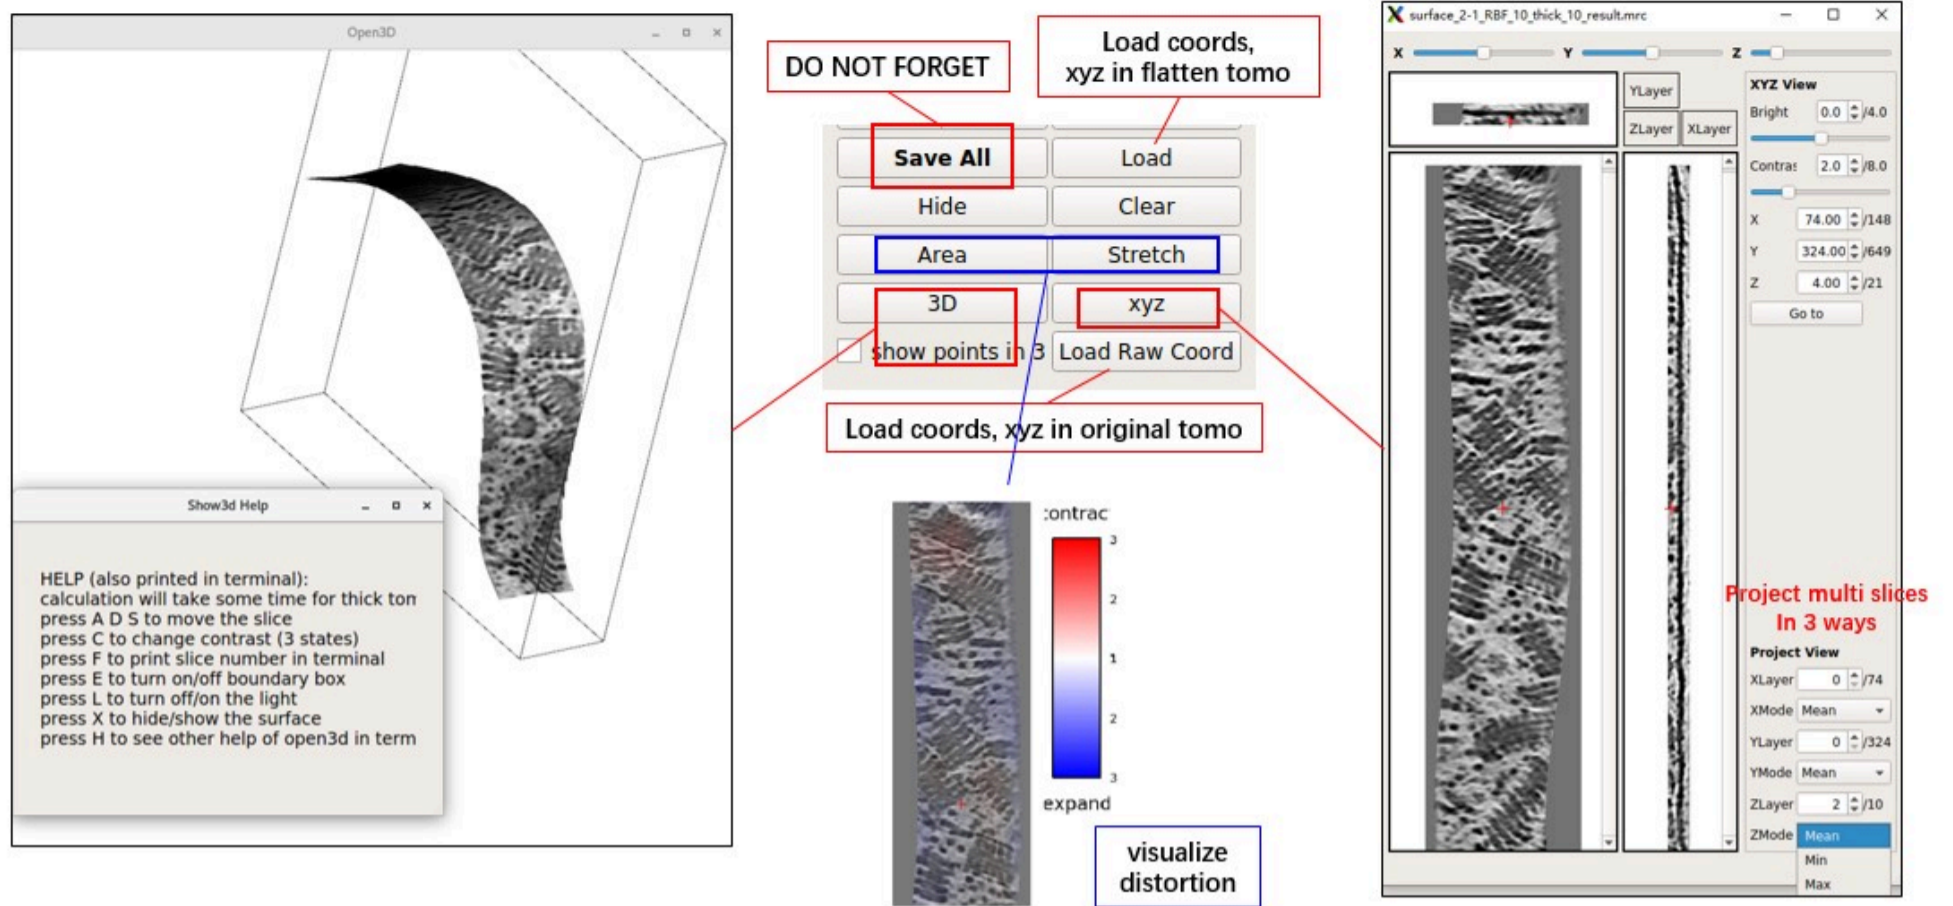 Open3D
Show3d Help
HELP (also printed in terminal):
calculation will take some time for thick tom
press A D S to move the slice
press C to change contrast (3 states)
press F to print slice number in terminal
press E to turn on/off boundary box
press L to turn off/on the light
press X to hide/show the surface
press H to see other help of open3d in term
DO NOT FORGET
Load coords,
xyz in flatten tomo
Save All
Load
Hide
Clear
Area
Stretch
3D
xyz
show points in 3
Load Raw Coord
Load coords, xyz in original tomo
contrac
3
2
1
2
3
expand
visualize
distortion
surface_2-1_RBF_10_thick_10_result.mrc
X
Y
Z
YLayer
ZLayer
XLayer
XYZ View
Bright 0.0 /4.0
Contras 2.0 /8.0
X 74.00 /148
Y 324.00 /649
Z 4.00 /21
Go to
Project multi slices
In 3 ways
Project View
XLayer 0 /74
XMode Mean
YLayer 0 /324
YMode Mean
ZLayer 2 /10
ZMode Mean
Min
Max